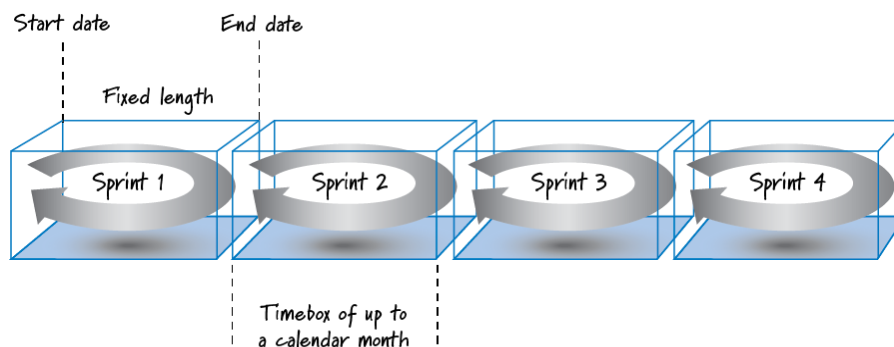 Start date
End date
Fixed length
Sprint 1
Sprint 2
Sprint 3
Sprint 4
Timebox of up to
a calendar month